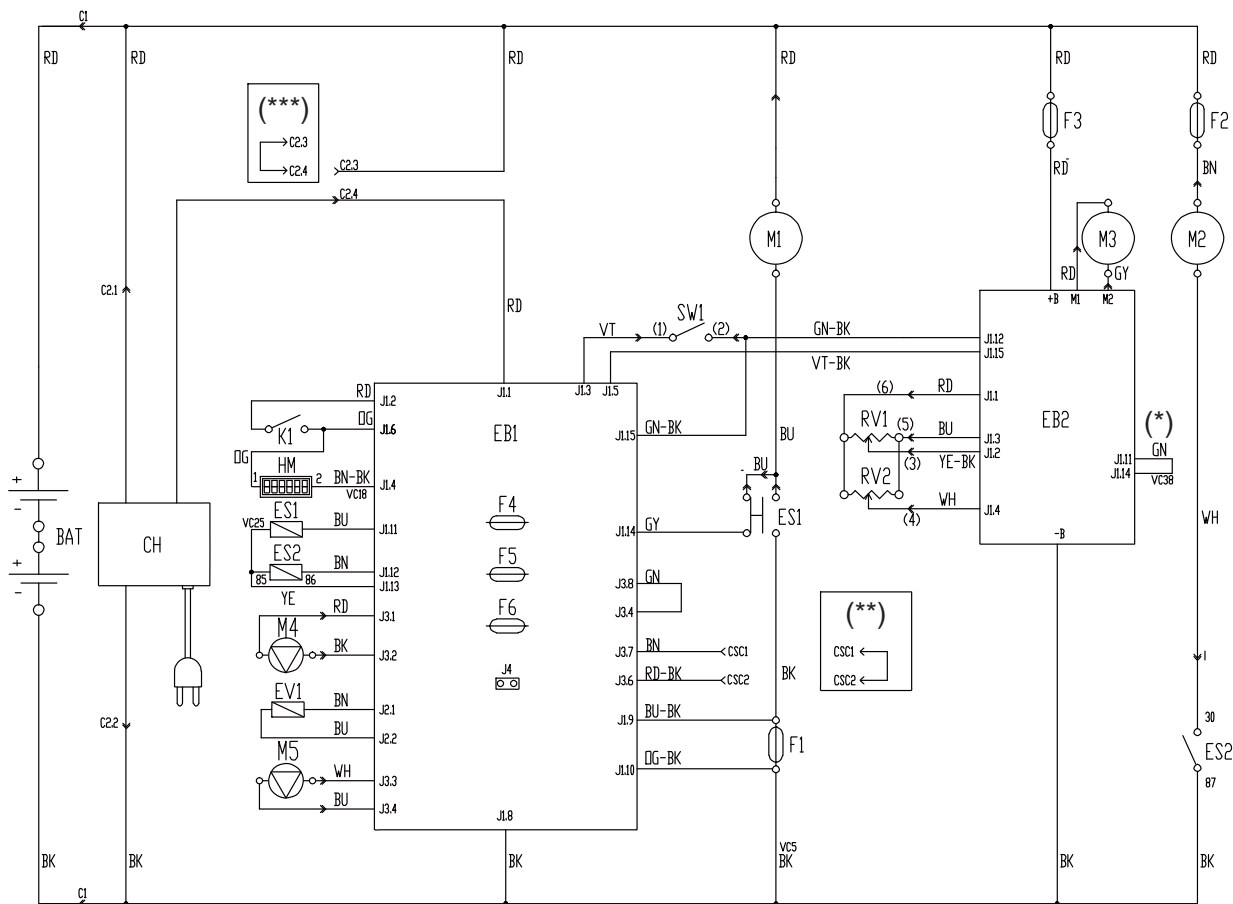 C1
RD RD RD RD RD RD
(***)
C2.3
C2.4
C2.3
C2.4
F3 F2
RD BN
M1 M3 M2
C2.1
RD GY
RD
+B M1 M2
SW1
VT (1) (2) GN-BK J1.12
VT-BK J1.15
J1.1 J1.3 J1.5
RD J1.2
K1 OG J1.6
EB1
GN-BK J1.15
BU
(6) RD J1.1
RV1 (5) BU J1.3
(3) YE-BK J1.2
RV2
(4) WH J1.4
EB2
(*)
GN
J1.11
J1.14 VC38
-B
OG
HM
1 2 BN-BK J1.4
VC18
ES1
VC25 BU J1.11
ES2
85 86 BN J1.12
J1.13
YE
RD J3.1
M4
BK J3.2
EV1 BN J2.1
BU J2.2
M5
WH J3.3
BU J3.4
F4
F5
F6
J4
J1.8
BU
GY J1.14
ES1
GN J3.8
J3.4
BN J3.7 CSC1
RD-BK J3.6 CSC2
BU-BK J1.9
OG-BK J1.10
F1
BK
(**)
CSC1
CSC2
WH
1
30
ES2
87
+
-
BAT
+
-
CH
C2.2
VC5
BK BK BK BK BK BK
C1